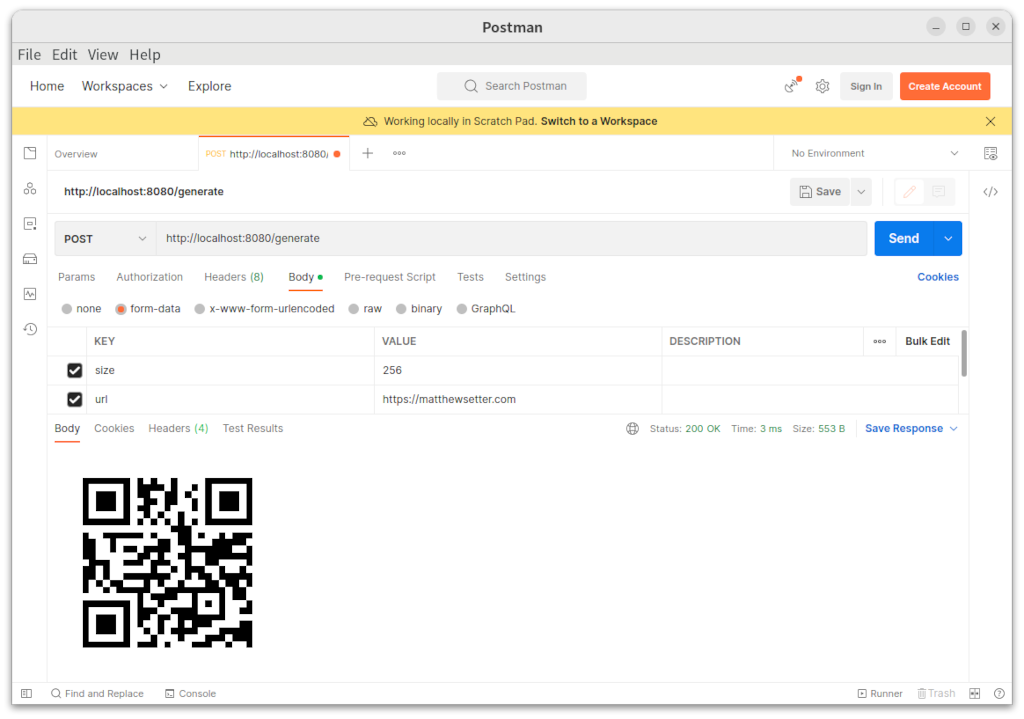 Postman
File Edit View Help
Home Workspaces Explore Search Postman Sign In Create Account
Working locally in Scratch Pad. Switch to a Workspace
Overview POST http://localhost:8080/ No Environment
http://localhost:8080/generate Save
POST http://localhost:8080/generate Send
Params Authorization Headers (8) Body Pre-request Script Tests Settings Cookies
none form-data x-www-form-urlencoded raw binary GraphQL
KEY VALUE DESCRIPTION Bulk Edit
size 256
url https://matthewsetter.com
Body Cookies Headers (4) Test Results Status: 200 OK Time: 3 ms Size: 553 B Save Response
Find and Replace Console Runner Trash